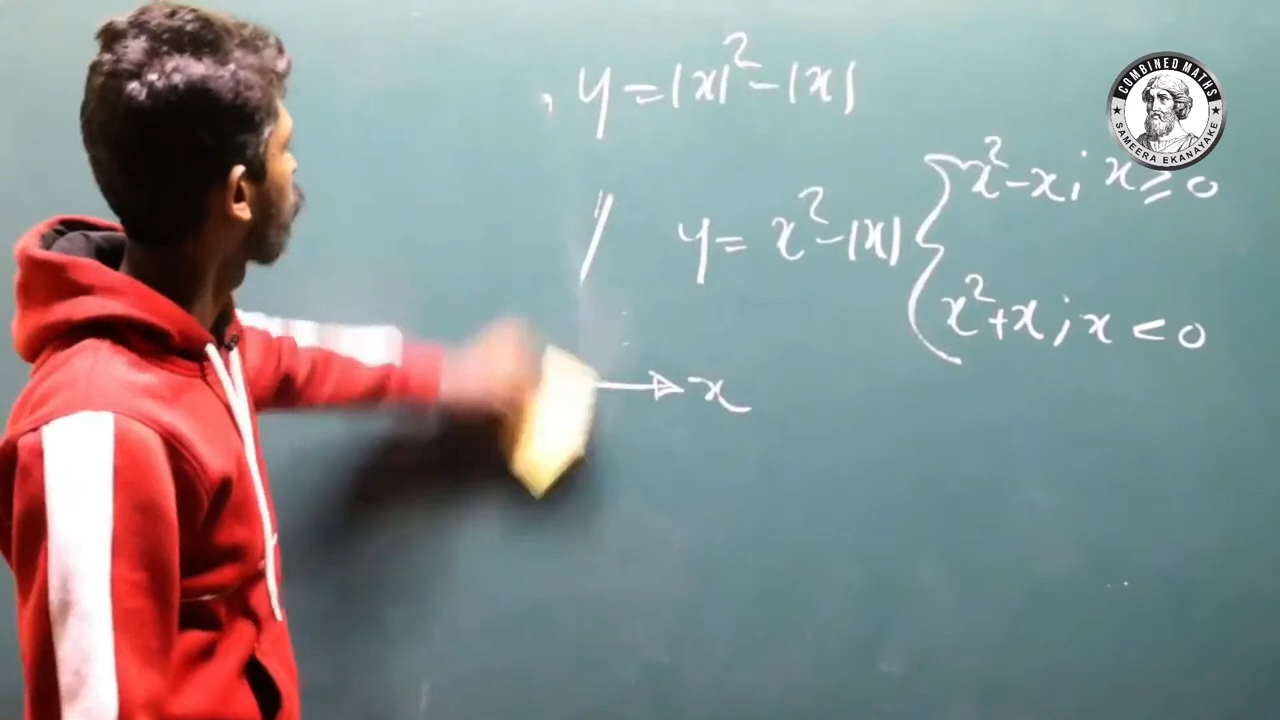 y = |x|² - |x|
COMBINED MATHS
SAMEERA EKANAYAKE
y = x² - |x| { x² - x ; x ≥ 0
x² + x ; x < 0
x